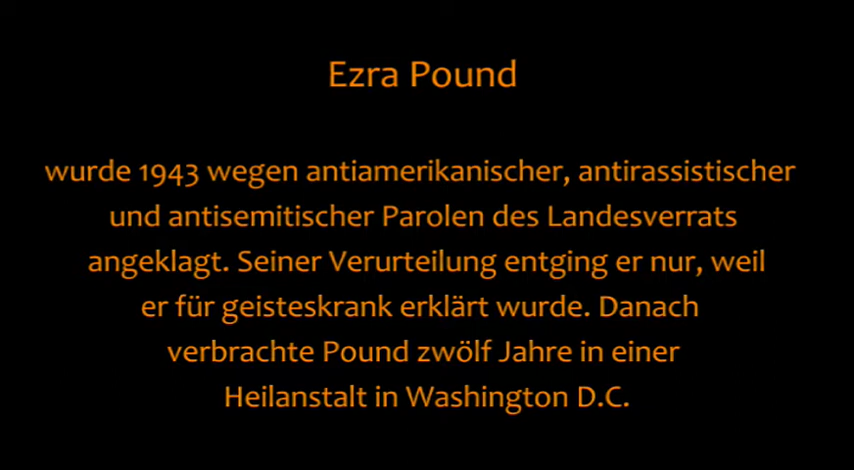 Ezra Pound
wurde 1943 wegen antiamerikanischer, antirassistischer
und antisemitischer Parolen des Landesverrats
angeklagt. Seiner Verurteilung entging er nur, weil
er für geisteskrank erklärt wurde. Danach
verbrachte Pound zwölf Jahre in einer
Heilanstalt in Washington D.C.